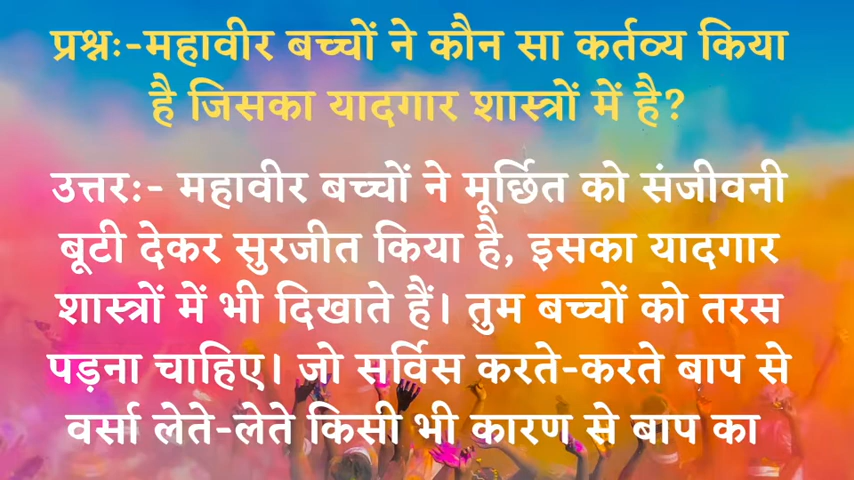 प्रश्नः-महावीर बच्चों ने कौन सा कर्तव्य किया
है जिसका यादगार शास्त्रों में है?
उत्तर:- महावीर बच्चों ने मूर्छित को संजीवनी
बूटी देकर सुरजीत किया है, इसका यादगार
शास्त्रों में भी दिखाते हैं। तुम बच्चों को तरस
पड़ना चाहिए। जो सर्विस करते-करते बाप से
वर्सा लेते-लेते किसी भी कारण से बाप का